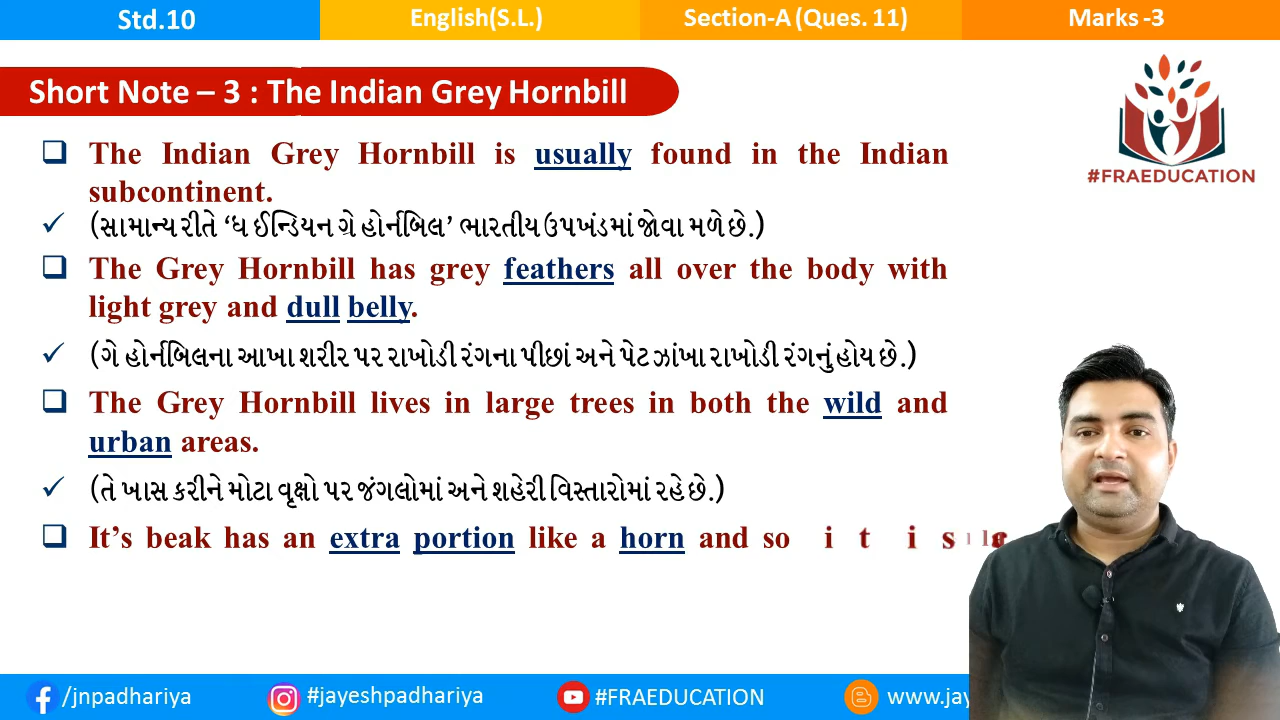 Std.10
English(S.L.)
Section-A (Ques. 11)
Marks -3
Short Note – 3 : The Indian Grey Hornbill
#FRAEDUCATION
The Indian Grey Hornbill is usually found in the Indian
subcontinent.
(સામાન્ય રીતે ‘ધ ઈન્ડિયન ગ્રે હોર્નબિલ’ ભારતીય ઉપખંડમાં જોવા મળે છે.)
The Grey Hornbill has grey feathers all over the body with
light grey and dull belly.
(ગે હોર્નબિલના આખા શરીર પર રાખોડી રંગના પીછાં અને પેટ ઝાંખા રાખોડી રંગનું હોય છે.)
The Grey Hornbill lives in large trees in both the wild and
urban areas.
(તે ખાસ કરીને મોટા વૃક્ષો પર જંગલોમાં અને શહેરી વિસ્તારોમાં રહે છે.)
It’s beak has an extra portion like a horn and so it is
/jnpadhariya
#jayeshpadhariya
#FRAEDUCATION
www.jay